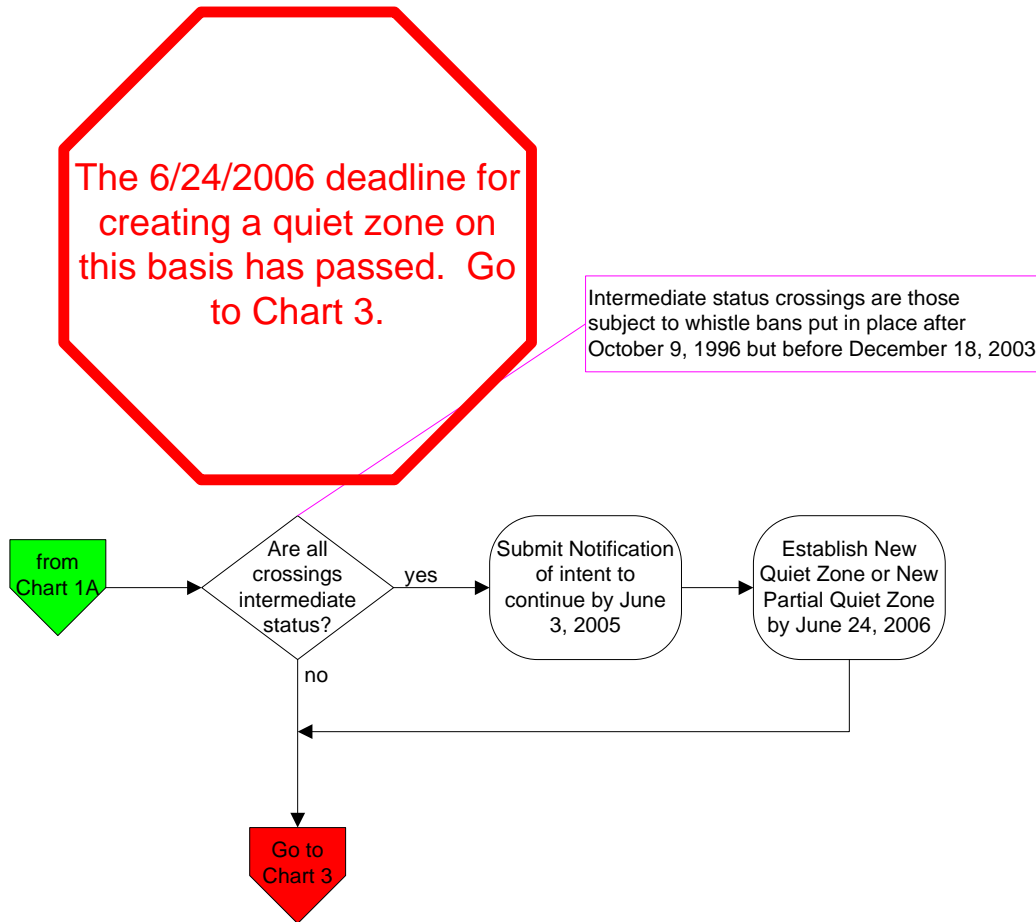 The 6/24/2006 deadline for
creating a quiet zone on
this basis has passed.  Go
to Chart 3.
Intermediate status crossings are those
subject to whistle bans put in place after
October 9, 1996 but before December 18, 2003
from
Chart 1A
Are all
crossings
intermediate
status?
yes
Submit Notification
of intent to
continue by June
3, 2005
Establish New
Quiet Zone or New
Partial Quiet Zone
by June 24, 2006
no
Go to
Chart 3